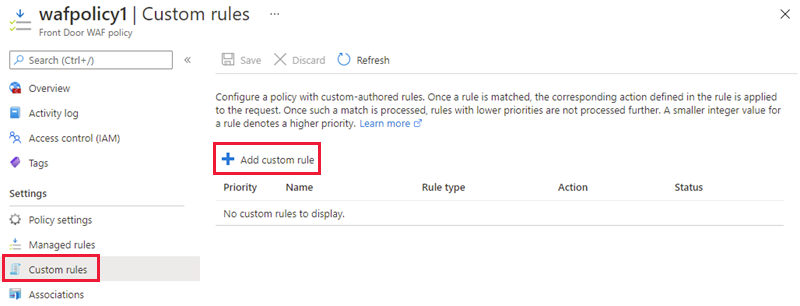 wafpolicy1 | Custom rules ...
Front Door WAF policy
Search (Ctrl+/)
Overview
Activity log
Access control (IAM)
Tags
Settings
Policy settings
Managed rules
Custom rules
Associations
Save Discard Refresh
Configure a policy with custom-authored rules. Once a rule is matched, the corresponding action defined in the rule is applied
to the request. Once such a match is processed, rules with lower priorities are not processed further. A smaller integer value for
a rule denotes a higher priority. Learn more
Add custom rule
Priority Name Rule type Action Status
No custom rules to display.